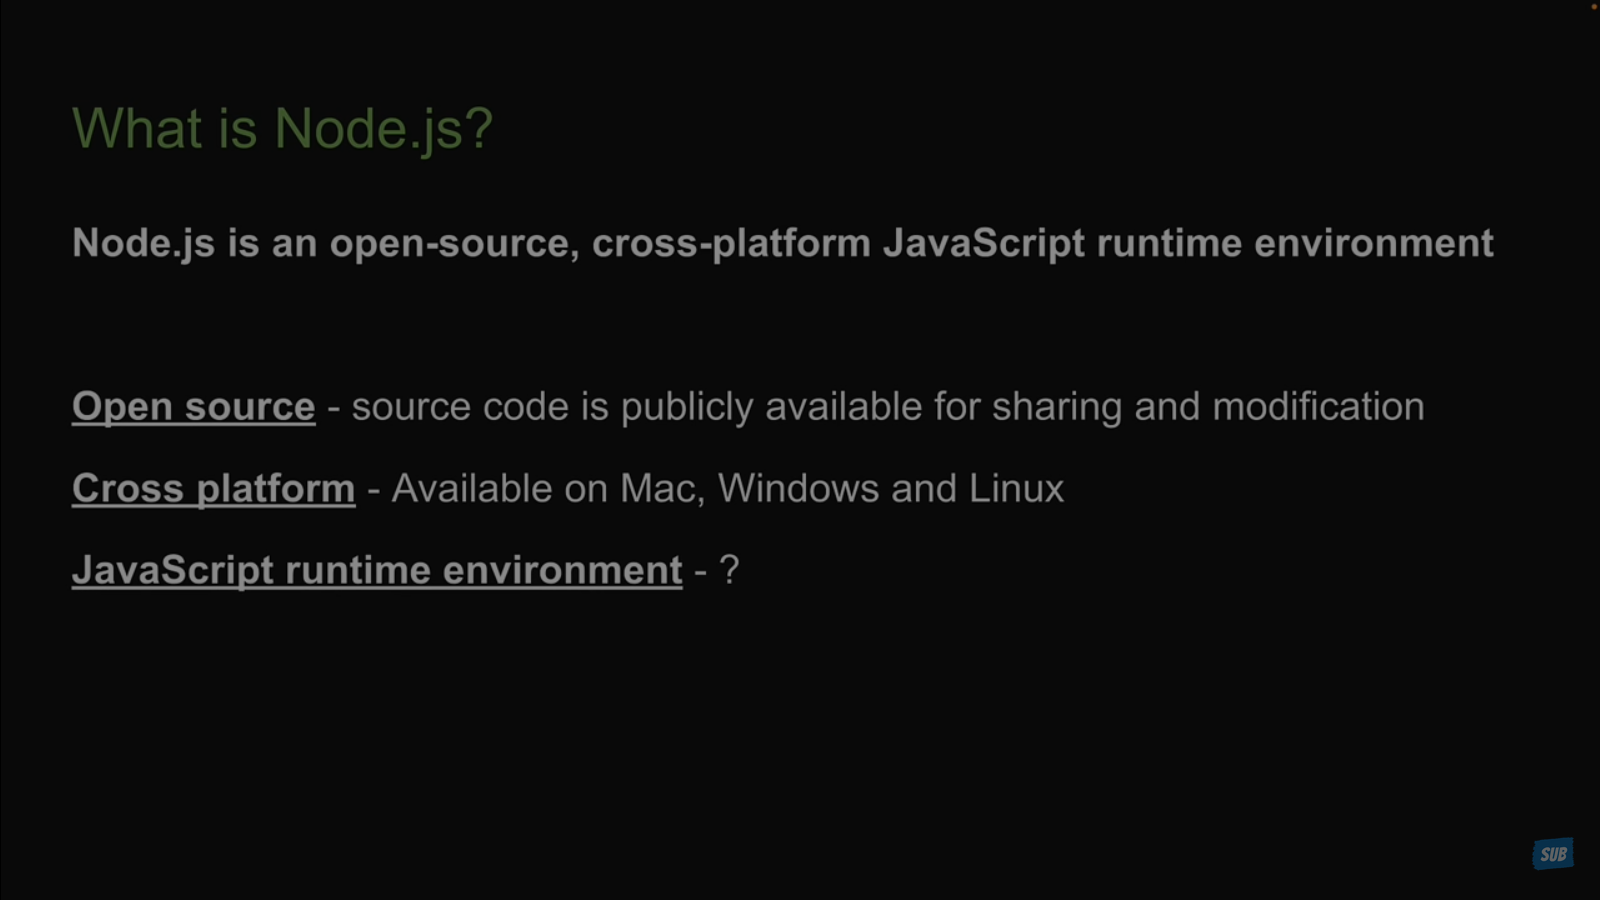 What is Node.js?
Node.js is an open-source, cross-platform JavaScript runtime environment
Open source - source code is publicly available for sharing and modification
Cross platform - Available on Mac, Windows and Linux
JavaScript runtime environment - ?
SUB